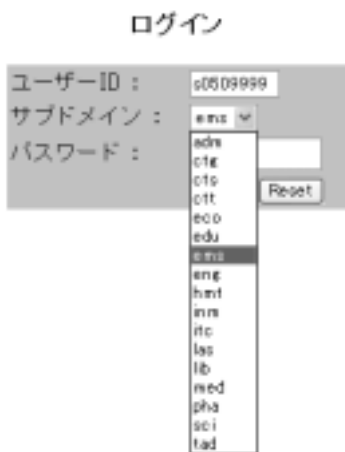 ログイン
ユーザーID： s0509999
サブドメイン： ems
パスワード：
Reset
adm
cfg
cfs
cft
eco
edu
ems
eng
hmt
inm
itc
las
lib
med
pha
sci
tad